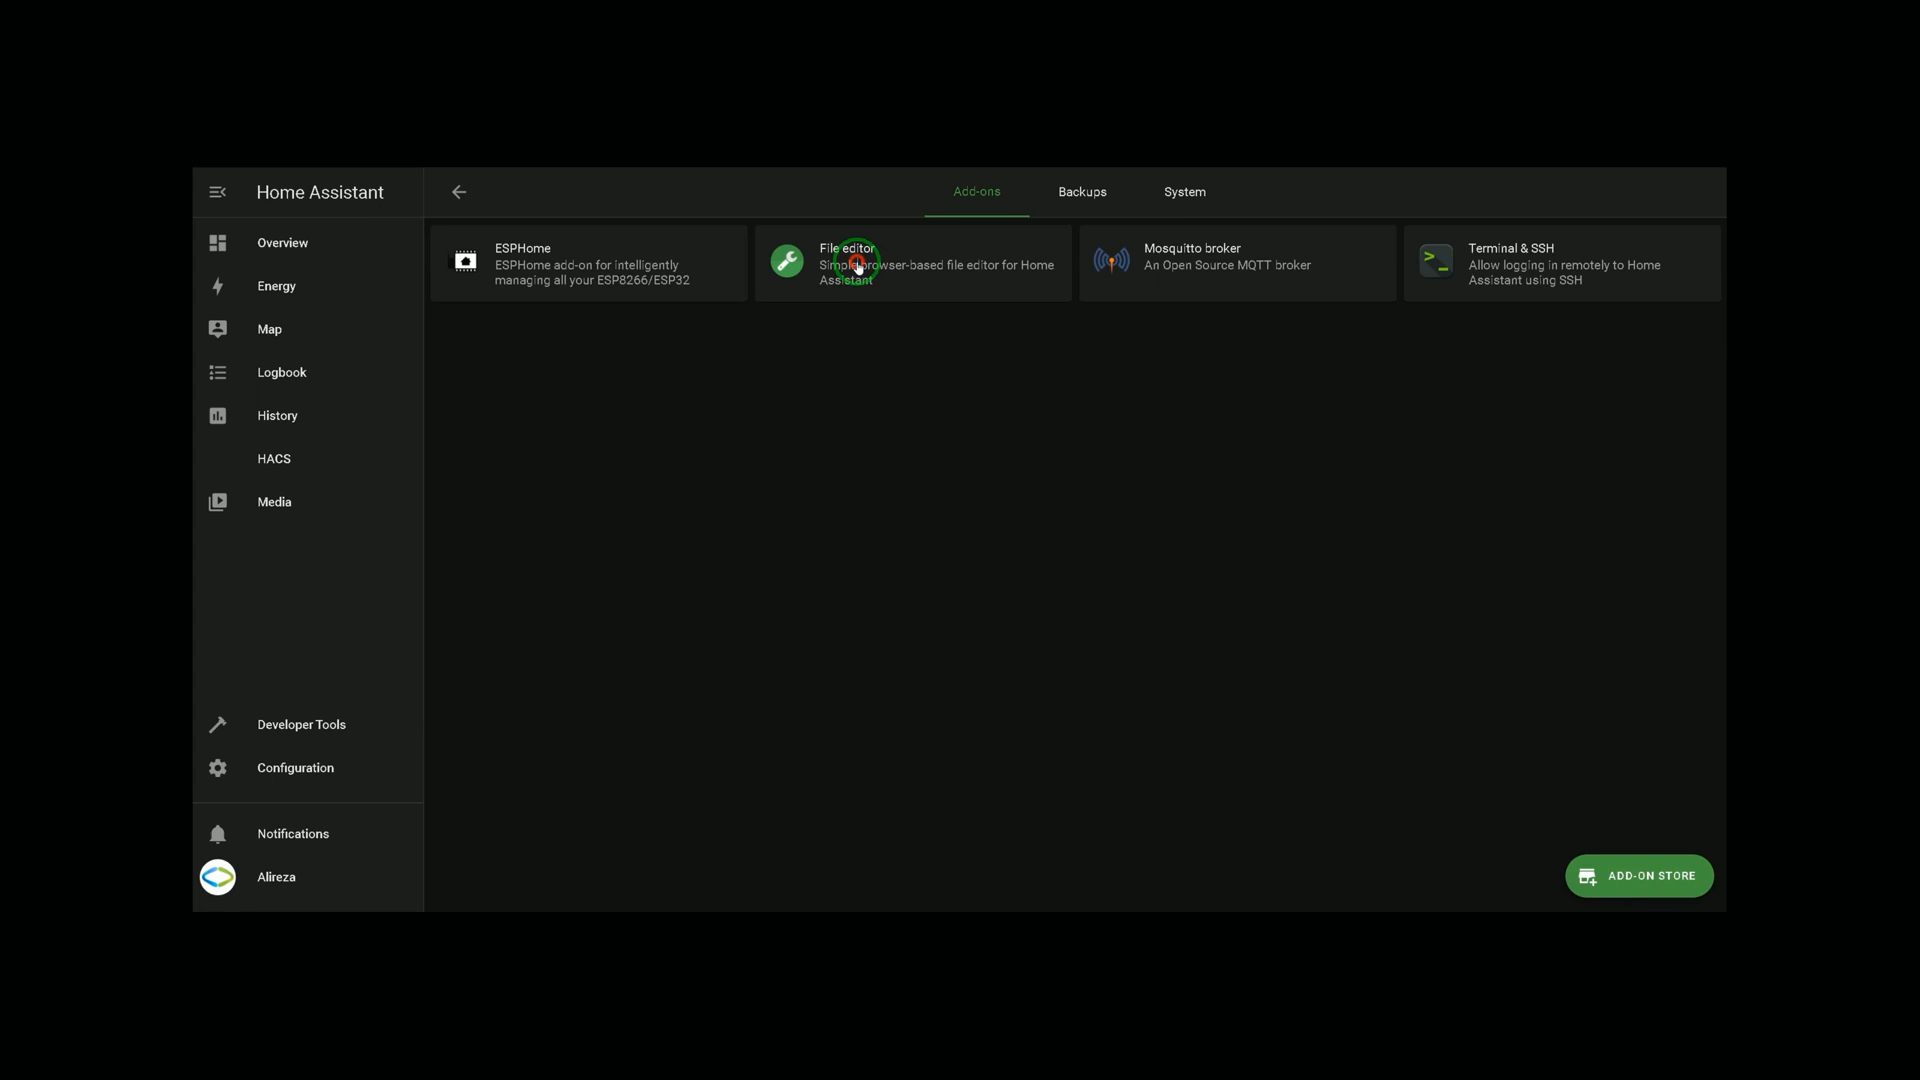 Home Assistant
Add-ons
Backups
System
Overview
Energy
Map
Logbook
History
HACS
Media
Developer Tools
Configuration
Notifications
Alireza
ESPHome
ESPHome add-on for intelligently
managing all your ESP8266/ESP32
File editor
Simple browser-based file editor for Home
Assistant
Mosquitto broker
An Open Source MQTT broker
Terminal & SSH
Allow logging in remotely to Home
Assistant using SSH
ADD-ON STORE